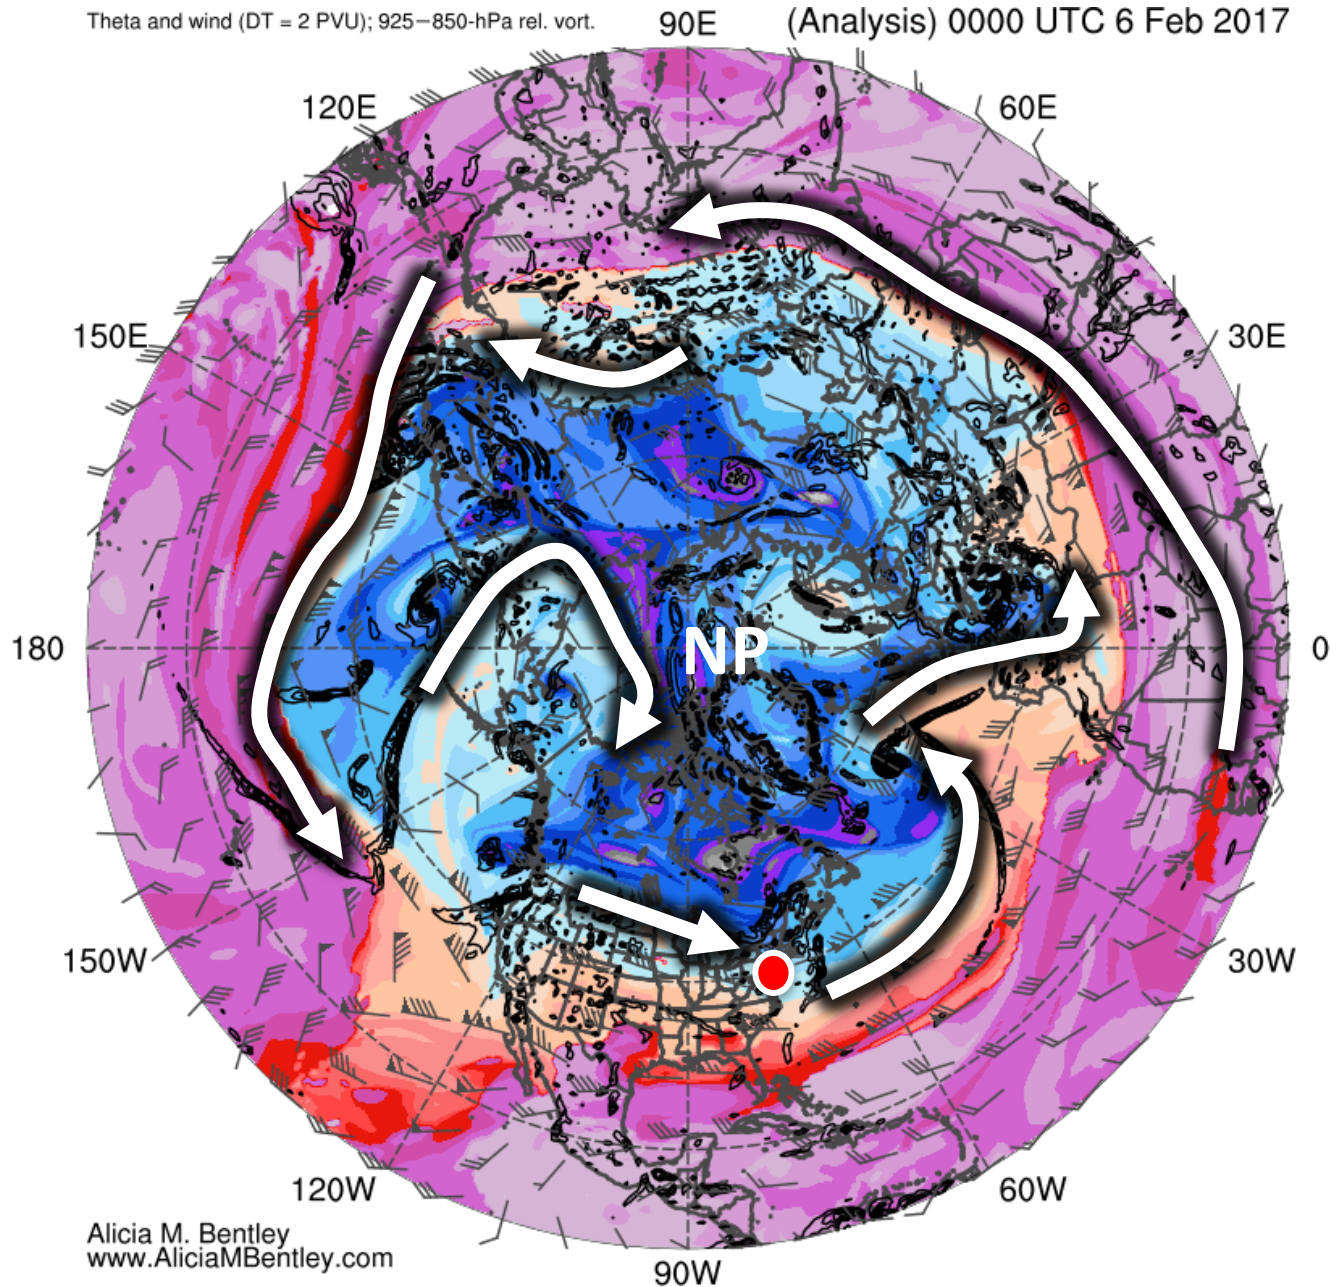 Theta and wind (DT = 2 PVU); 925−850-hPa rel. vort.
(Analysis) 0000 UTC 6 Feb 2017
90E
120E
60E
150E
30E
180
NP
0
150W
30W
120W
60W
90W
Alicia M. Bentley
www.AliciaMBentley.com